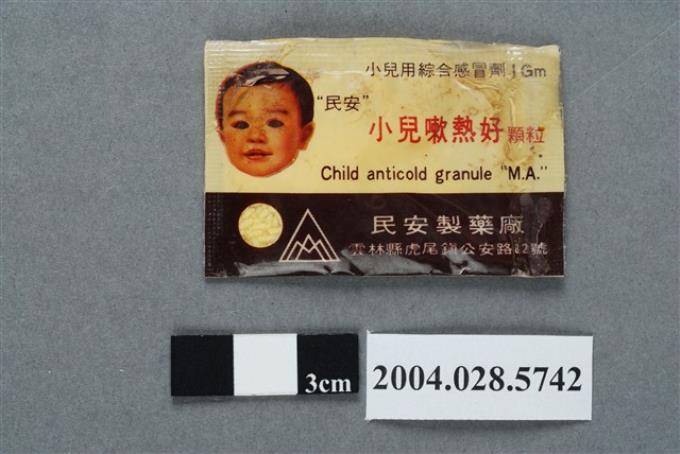 小兒用綜合感冒劑 1 Gm
"民安"
小兒嗽熱好顆粒
Child anticold granule "M.A."
民安製藥廠
雲林縣虎尾鎮公安路22號
3cm
2004.028.5742